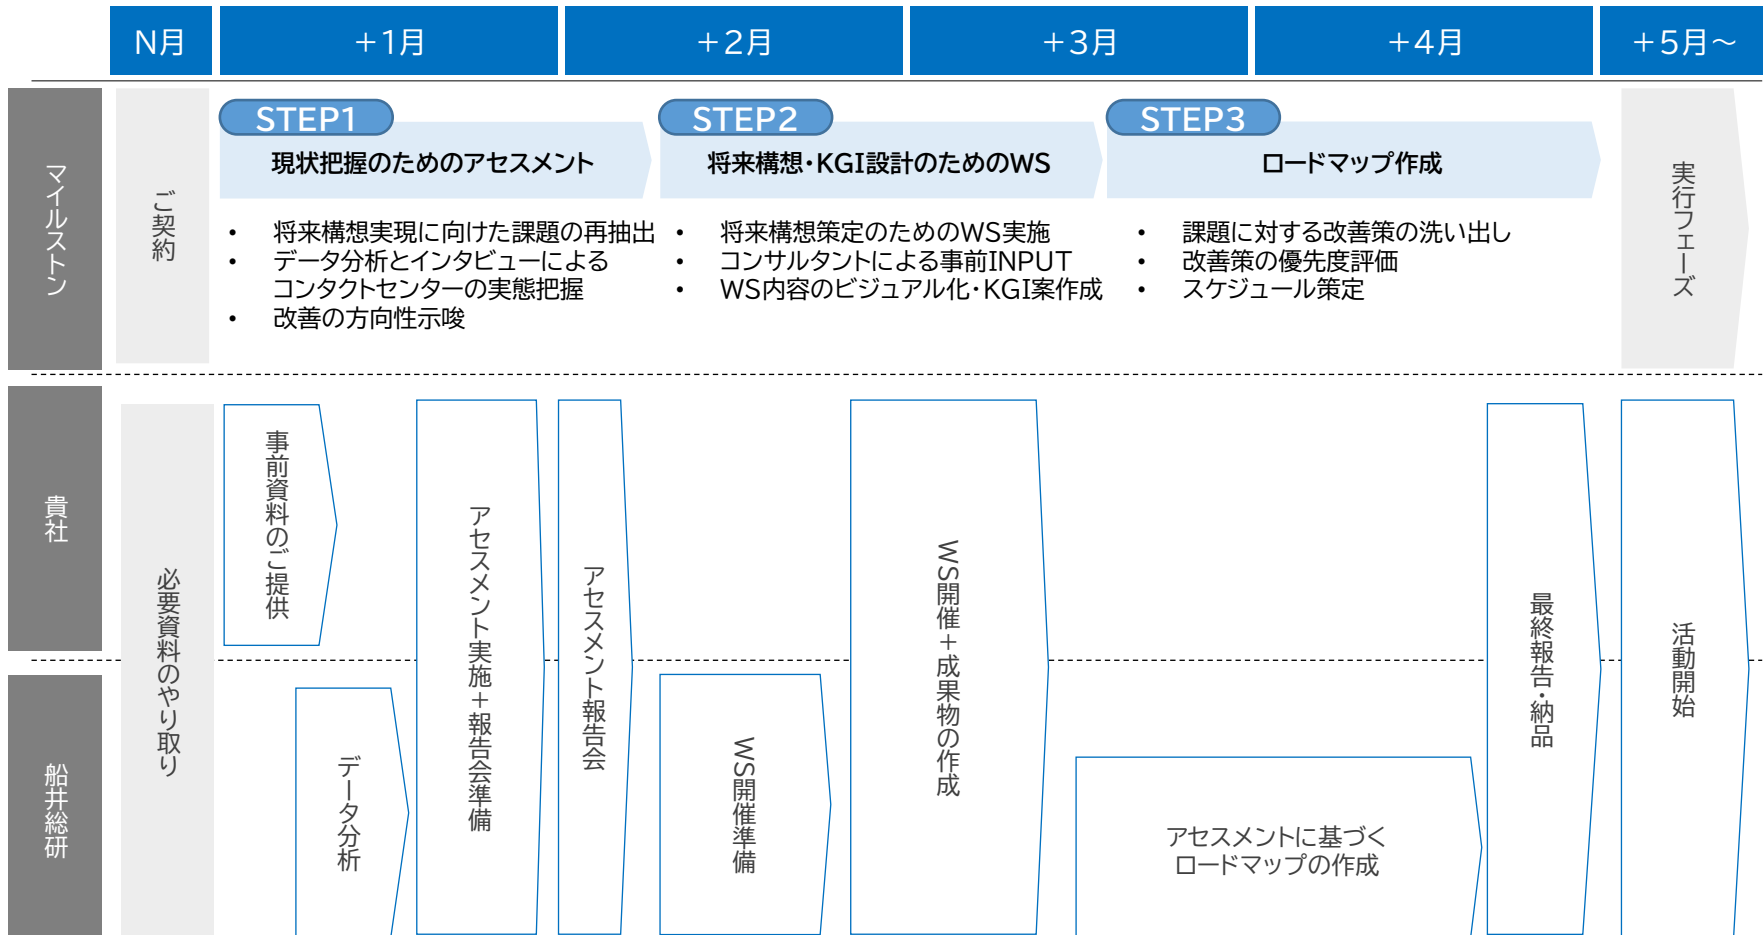 N月
+1月
+2月
+3月
+4月
+5月～
マイルストン
ご契約
STEP1
現状把握のためのアセスメント
• 将来構想実現に向けた課題の再抽出
• データ分析とインタビューによる
コンタクトセンターの実態把握
• 改善の方向性示唆
STEP2
将来構想・KGI設計のためのWS
• 将来構想策定のためのWS実施
• コンサルタントによる事前INPUT
• WS内容のビジュアル化・KGI案作成
STEP3
ロードマップ作成
• 課題に対する改善策の洗い出し
• 改善策の優先度評価
• スケジュール策定
実行フェーズ
貴社
船井総研
必要資料のやり取り
事前資料のご提供
データ分析
アセスメント実施+報告会準備
アセスメント報告会
WS開催準備
WS開催+成果物の作成
アセスメントに基づく
ロードマップの作成
最終報告・納品
活動開始